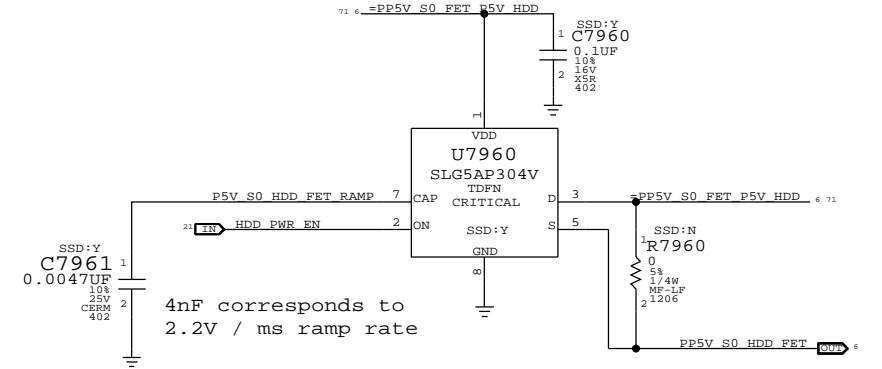 71 6 =PP5V_S0_FET_P5V_HDD
SSD:Y
1 C7960
0.1UF
10%
16V
2 X5R
402
1
VDD
U7960
SLG5AP304V
TDFN
CRITICAL
SSD:Y
GND
8
P5V_S0_HDD_FET_RAMP 7 CAP
21 IN HDD_PWR_EN 2 ON
D 3 =PP5V_S0_FET_P5V_HDD 6 71
S 5
SSD:N
1 R7960
0
5%
1/4W
MF-LF
2 1206
SSD:Y
C7961 1
0.0047UF
10%
25V
CERM 2
402
4nF corresponds to
2.2V / ms ramp rate
PP5V_S0_HDD_FET OUT 6